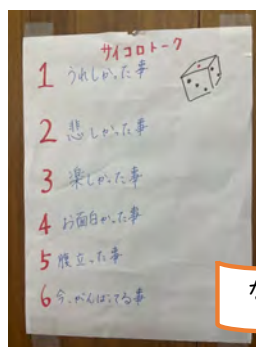 サイコロトーク
1 うれしかった事
2 悲しかった事
3 楽しかった事
4 お面白かった事
5 腹立った事
6 今、がんばってる事